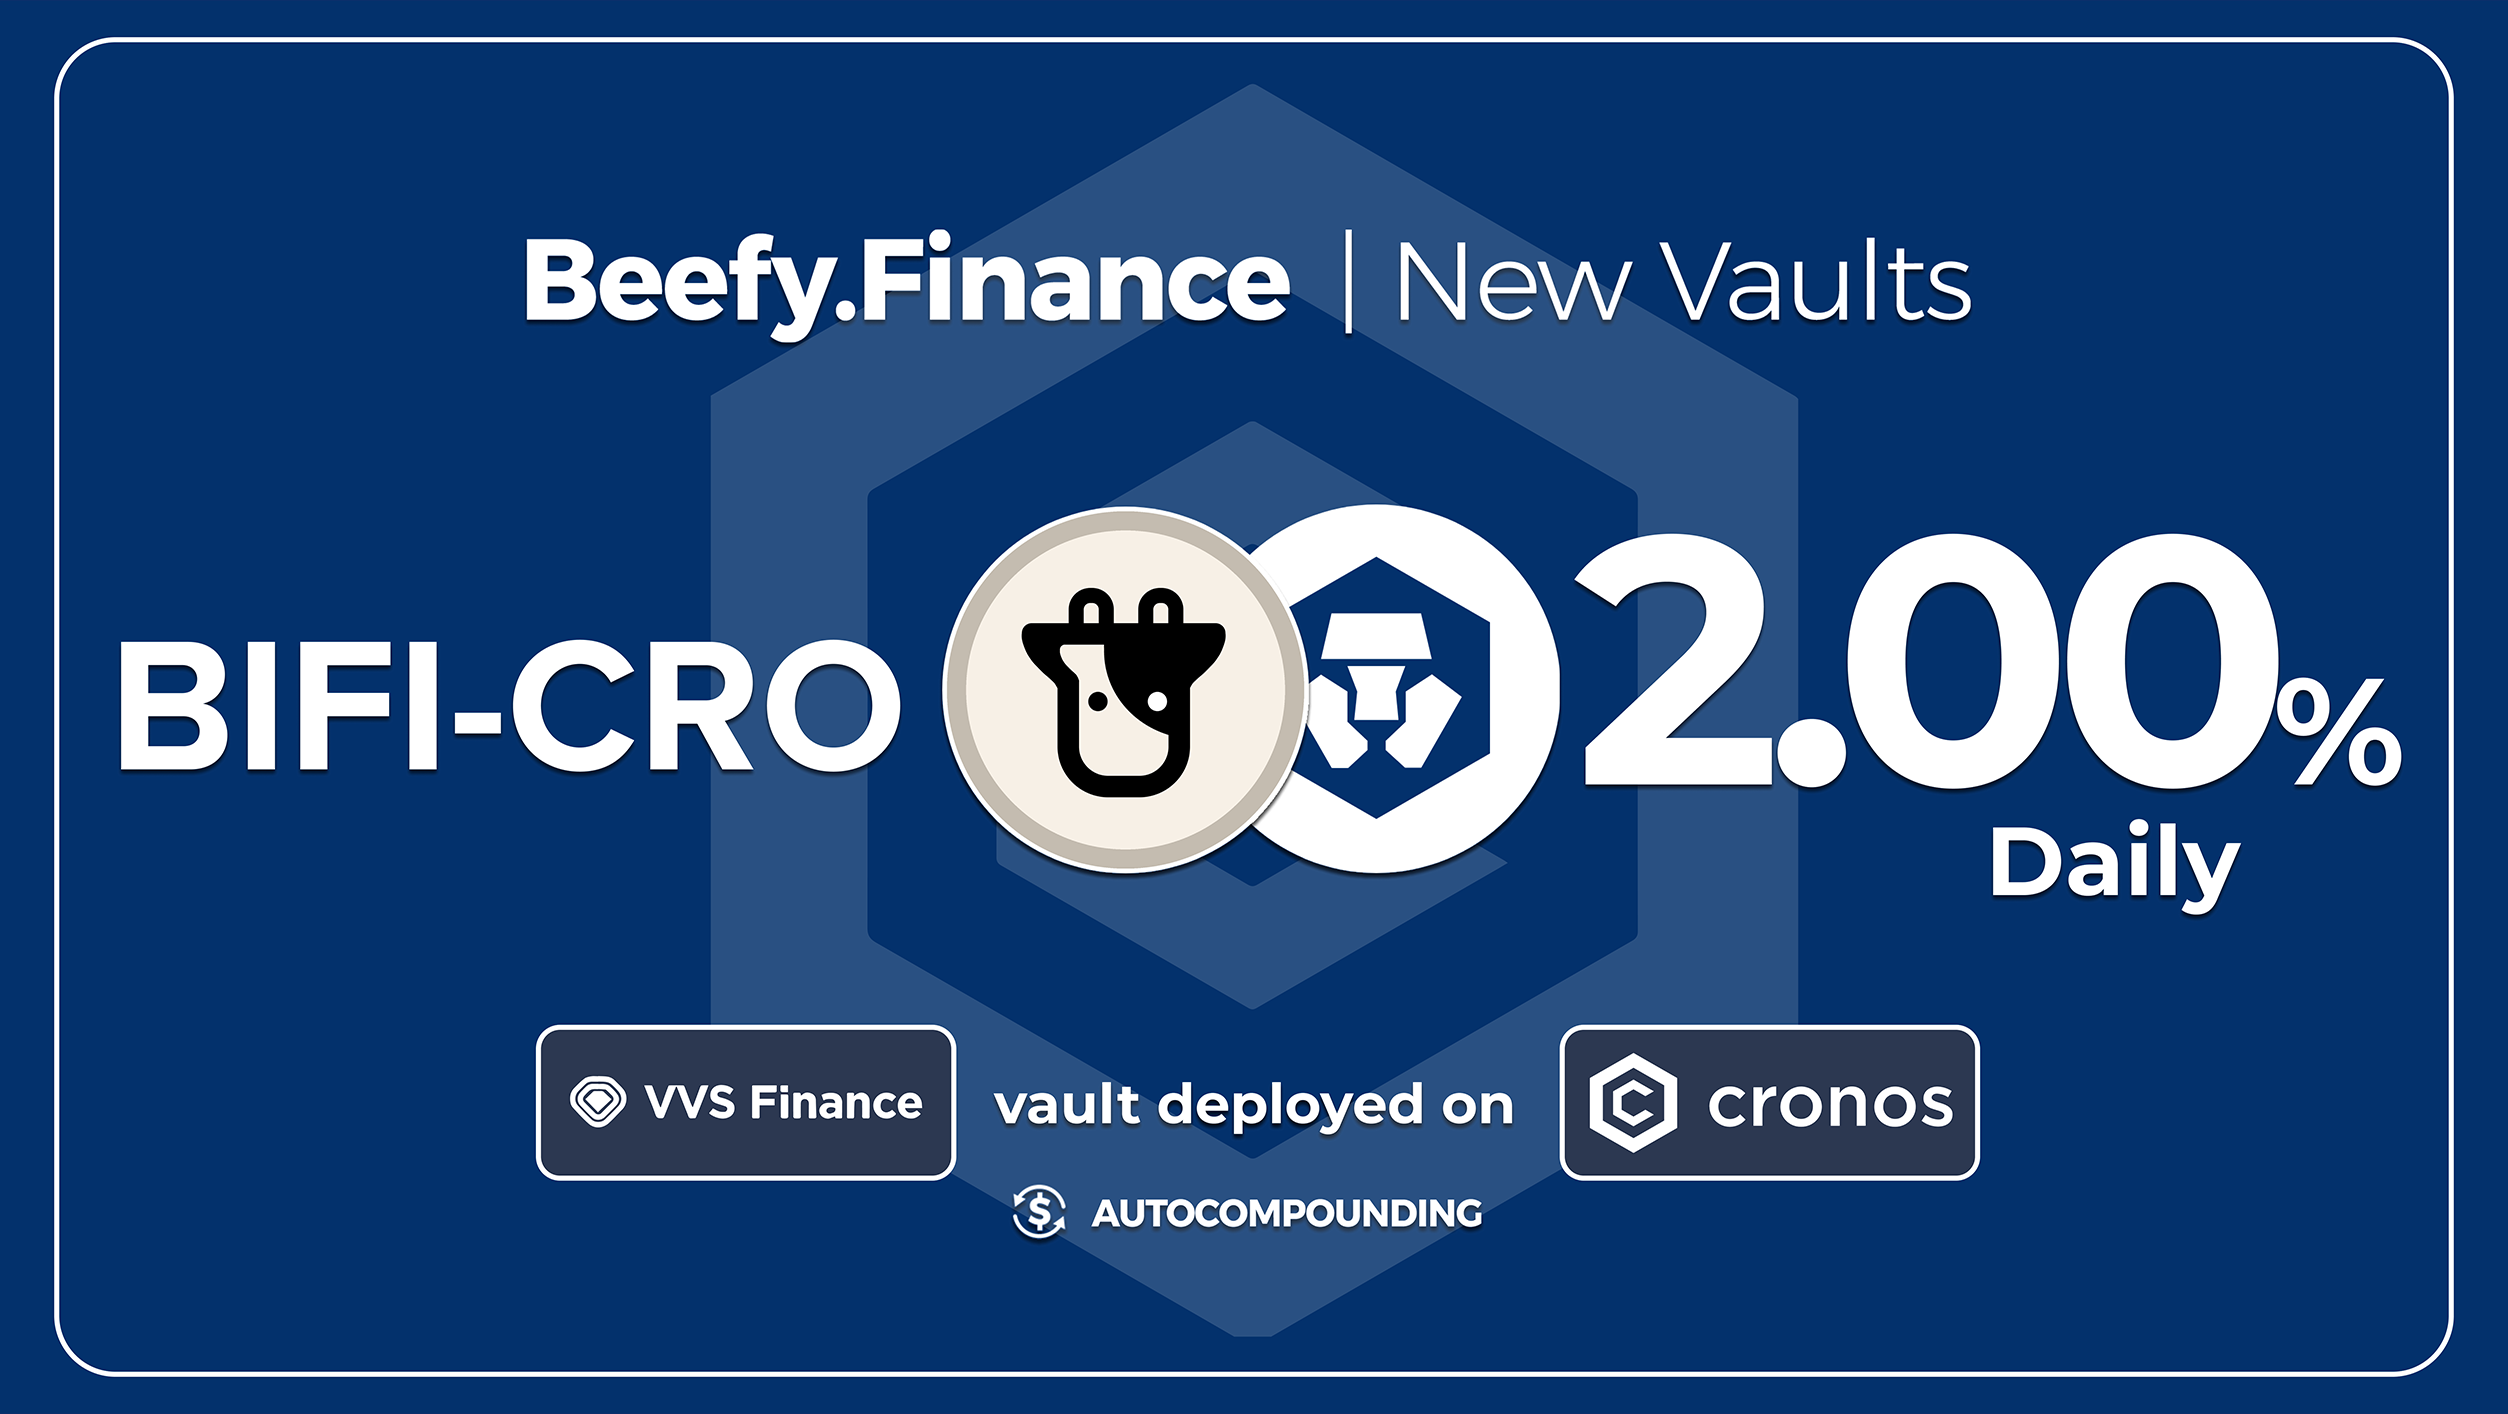 Beefy.Finance | New Vaults
BIFI-CRO
2.00%
Daily
VVS Finance vault deployed on cronos
AUTOCOMPOUNDING